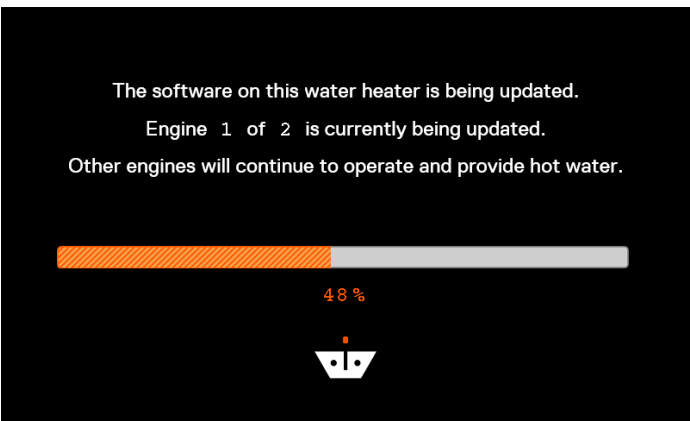 The software on this water heater is being updated.
Engine 1 of 2 is currently being updated.
Other engines will continue to operate and provide hot water.
48%